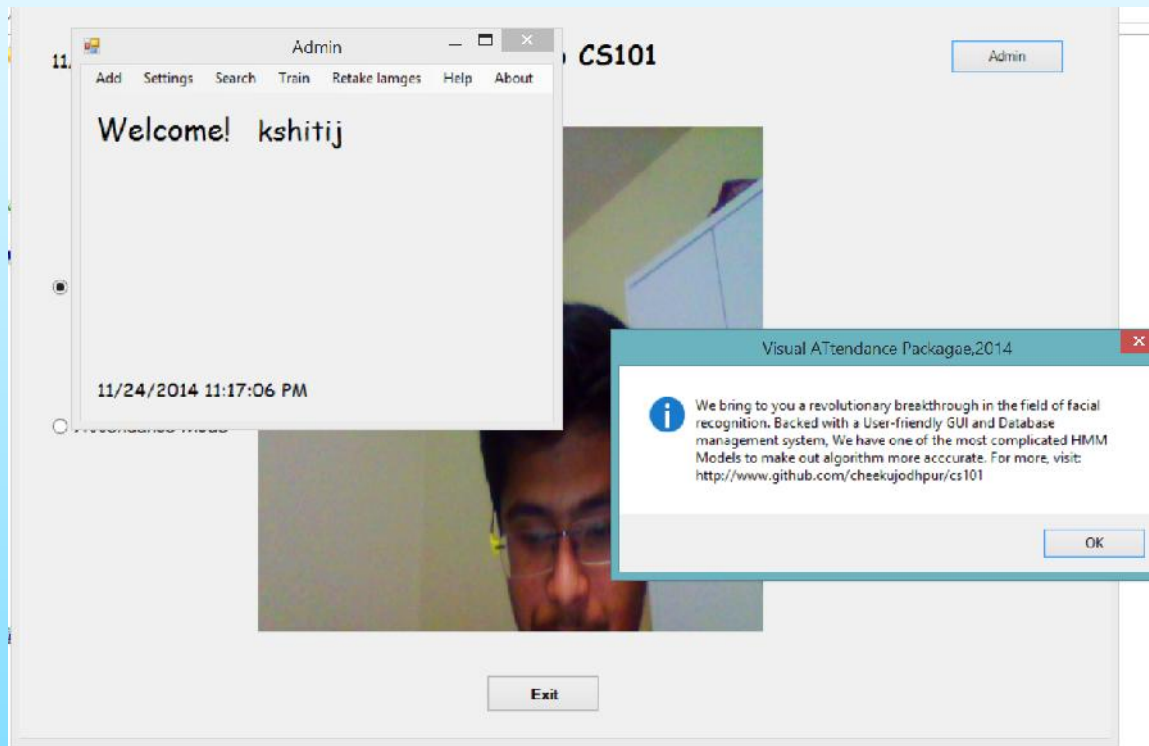 Admin
11
CS101
Admin
Add Settings Search Train Retake Iamges Help About
Welcome! kshitij
11/24/2014 11:17:06 PM
Visual ATtendance Packagae,2014
We bring to you a revolutionary breakthrough in the field of facial
recognition. Backed with a User-friendly GUI and Database
management system, We have one of the most complicated HMM
Models to make out algorithm more acccurate. For more, visit:
http://www.github.com/cheekujodhpur/cs101
OK
Exit